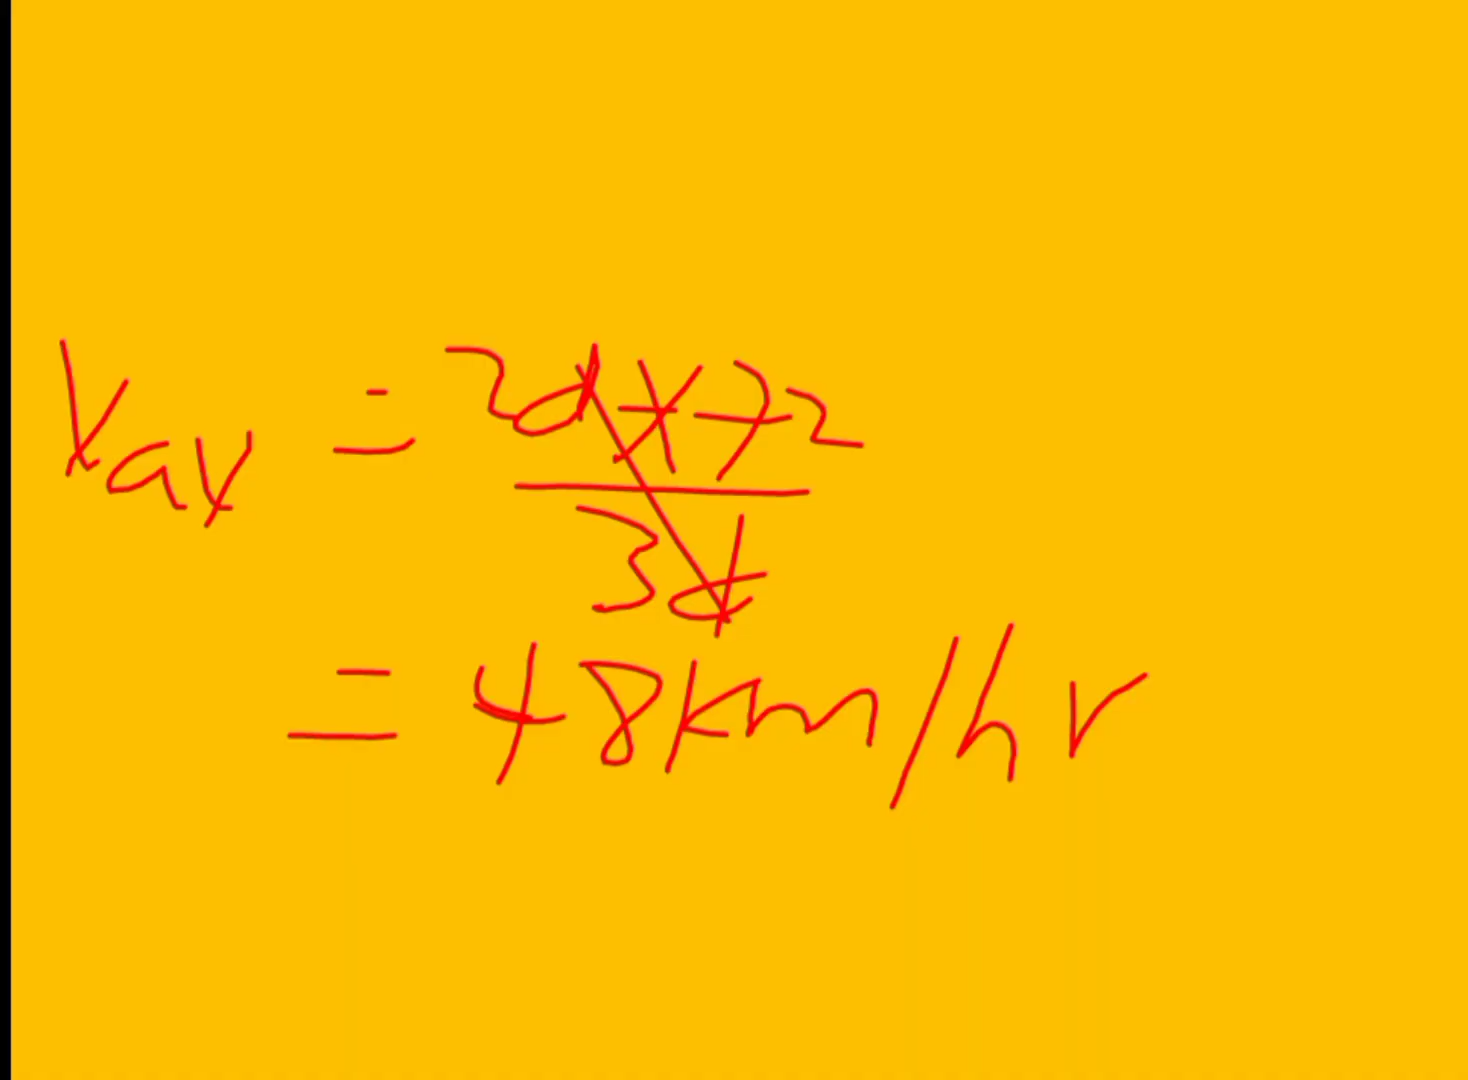 Vav = 2d × 72
3d
= 48km/hr